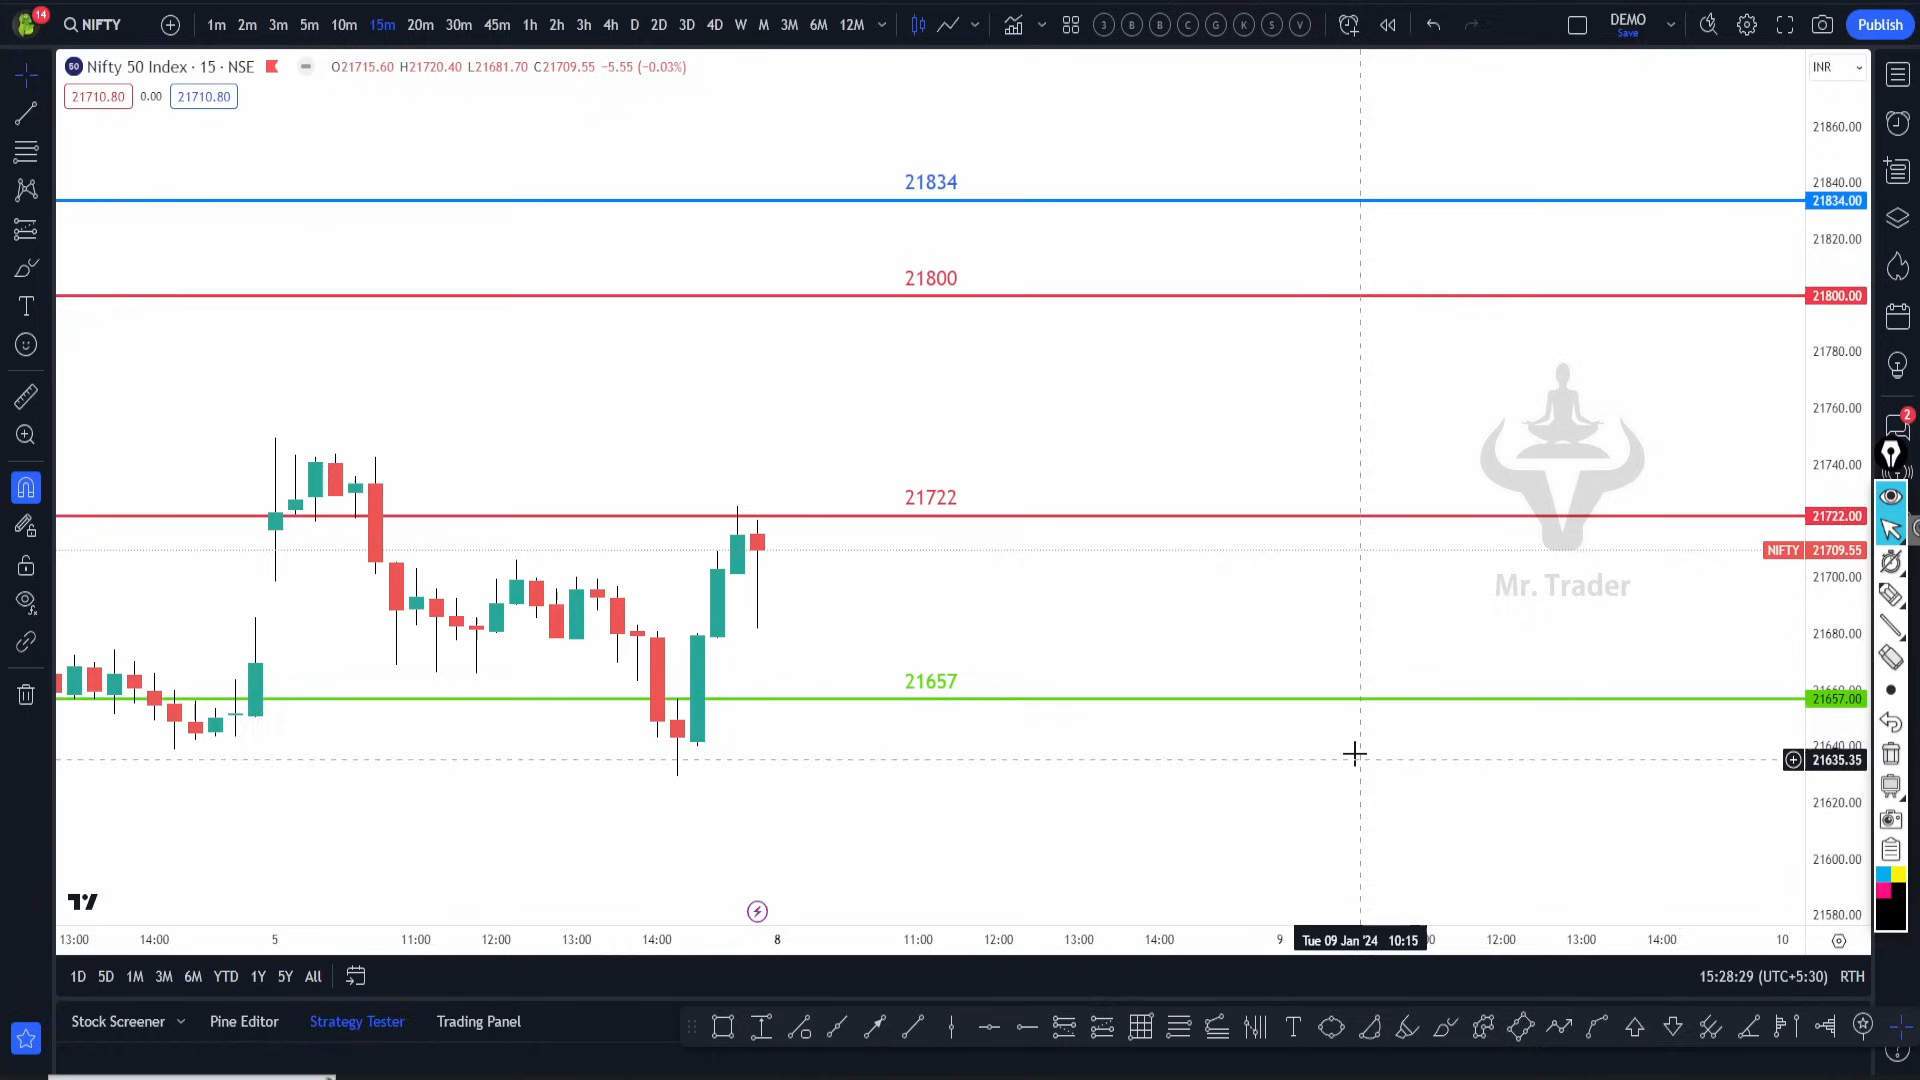 14
NIFTY
1m 2m 3m 5m 10m 15m 20m 30m 45m 1h 2h 3h 4h D 2D 3D 4D W M 3M 6M 12M
3 B B C G K S V
DEMO
Save
Publish
Nifty 50 Index · 15 · NSE
O21715.60 H21720.40 L21681.70 C21709.55 −5.55 (−0.03%)
INR
21710.80 0.00 21710.80
21860.00
21834
21840.00
21834.00
21820.00
21800
21800.00
21780.00
21760.00
2
21740.00
21722
21722.00
NIFTY 21709.55
21700.00
Mr. Trader
21680.00
21657
21657.00
21640.00
21635.35
21620.00
21600.00
21580.00
13:00 14:00 5 11:00 12:00 13:00 14:00 8 11:00 12:00 13:00 14:00 9 Tue 09 Jan '24 10:15 12:00 13:00 14:00 10
1D 5D 1M 3M 6M YTD 1Y 5Y All
15:28:29 (UTC+5:30) RTH
Stock Screener Pine Editor Strategy Tester Trading Panel